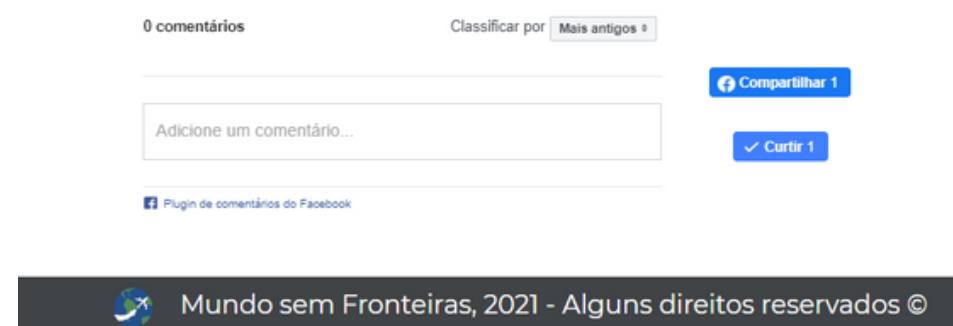 0 comentários
Classificar por Mais antigos
Compartilhar 1
Adicione um comentário...
Curtir 1
Plugin de comentários do Facebook
Mundo sem Fronteiras, 2021 - Alguns direitos reservados ©